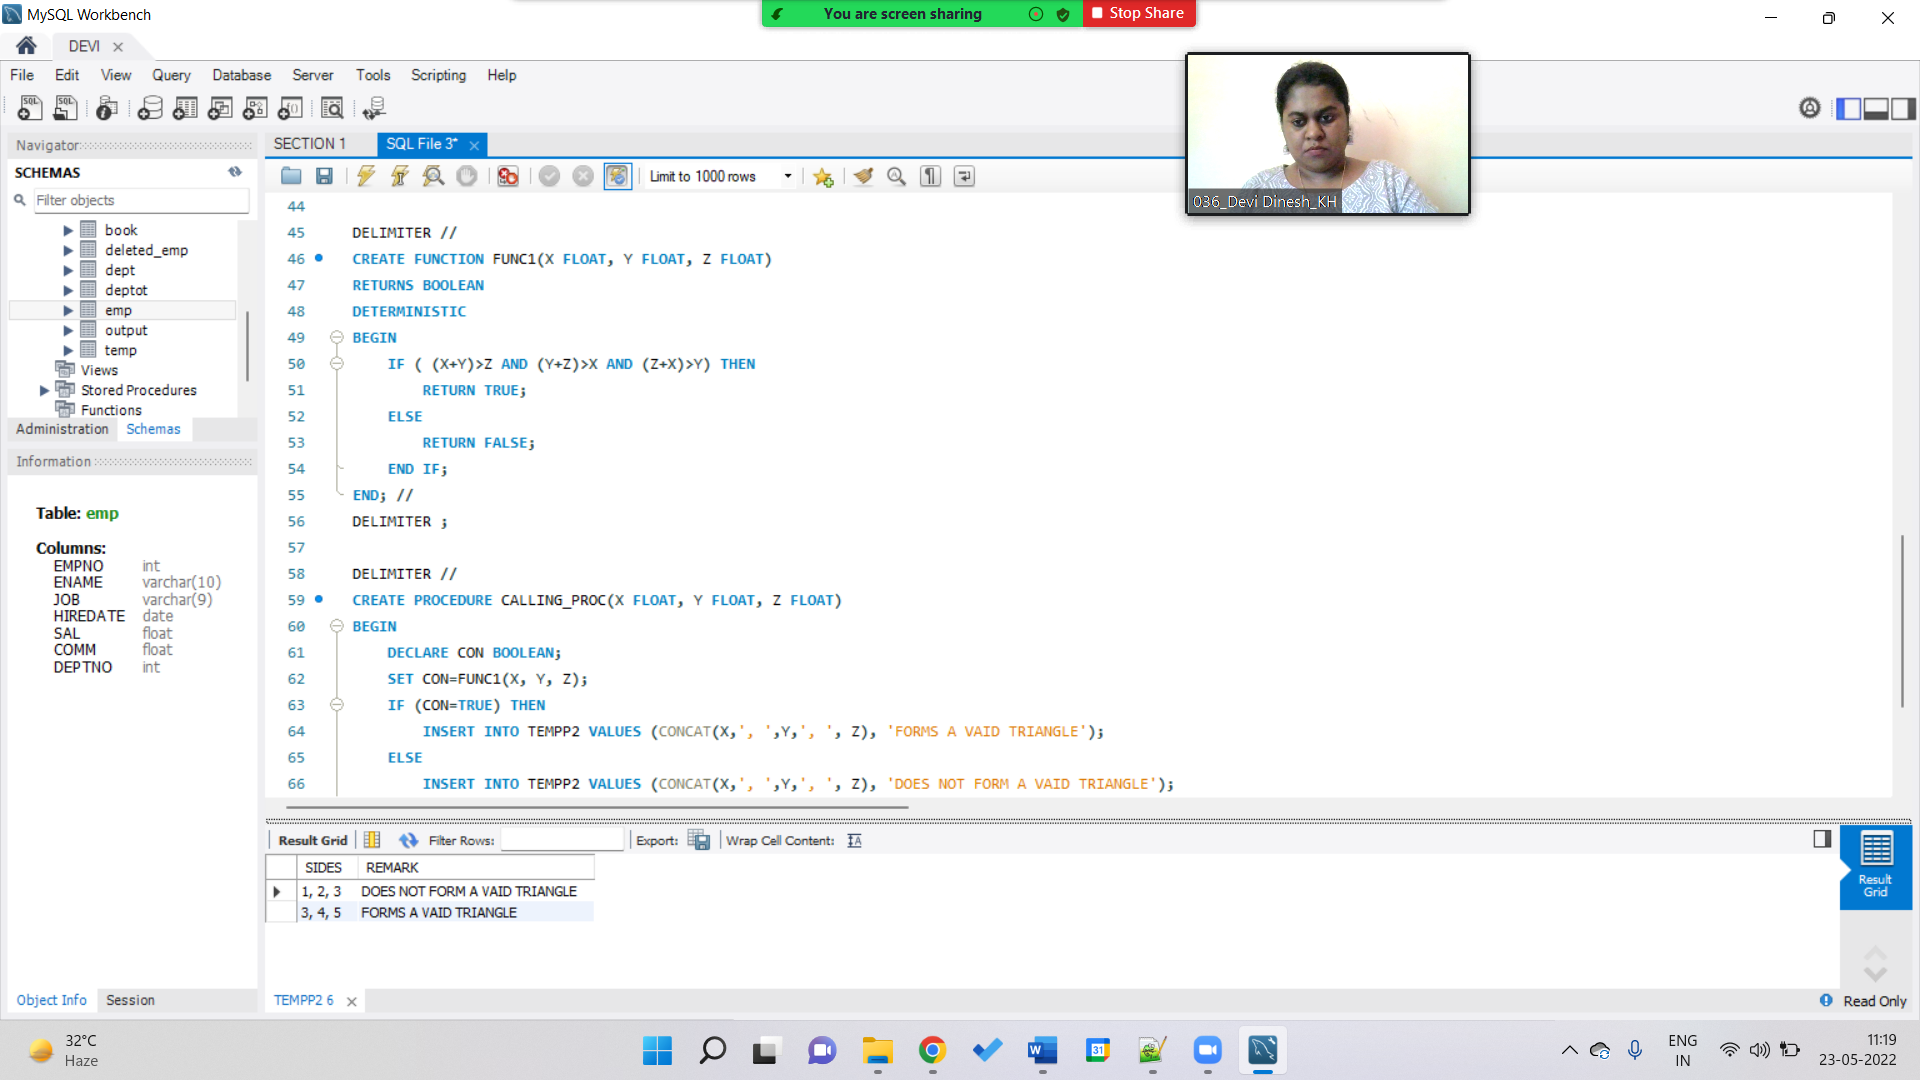 MySQL Workbench
You are screen sharing
Stop Share
DEVI
File Edit View Query Database Server Tools Scripting Help
036_Devi Dinesh_KH
Navigator
SCHEMAS
Filter objects
book
deleted_emp
dept
deptot
emp
output
temp
Views
Stored Procedures
Functions
Administration Schemas
Information
Table: emp
Columns:
EMPNO int
ENAME varchar(10)
JOB varchar(9)
HIREDATE date
SAL float
COMM float
DEPTNO int
Object Info Session
SECTION 1 SQL File 3*
Limit to 1000 rows
44
45 DELIMITER //
46 CREATE FUNCTION FUNC1(X FLOAT, Y FLOAT, Z FLOAT)
47 RETURNS BOOLEAN
48 DETERMINISTIC
49 BEGIN
50 IF ( (X+Y)>Z AND (Y+Z)>X AND (Z+X)>Y) THEN
51 RETURN TRUE;
52 ELSE
53 RETURN FALSE;
54 END IF;
55 END; //
56 DELIMITER ;
57
58 DELIMITER //
59 CREATE PROCEDURE CALLING_PROC(X FLOAT, Y FLOAT, Z FLOAT)
60 BEGIN
61 DECLARE CON BOOLEAN;
62 SET CON=FUNC1(X, Y, Z);
63 IF (CON=TRUE) THEN
64 INSERT INTO TEMPP2 VALUES (CONCAT(X,', ',Y,', ', Z), 'FORMS A VAID TRIANGLE');
65 ELSE
66 INSERT INTO TEMPP2 VALUES (CONCAT(X,', ',Y,', ', Z), 'DOES NOT FORM A VAID TRIANGLE');
Result Grid Filter Rows: Export: Wrap Cell Content:
SIDES REMARK
1, 2, 3 DOES NOT FORM A VAID TRIANGLE
3, 4, 5 FORMS A VAID TRIANGLE
Result
Grid
TEMPP2 6
Read Only
32°C
Haze
ENG
IN
11:19
23-05-2022